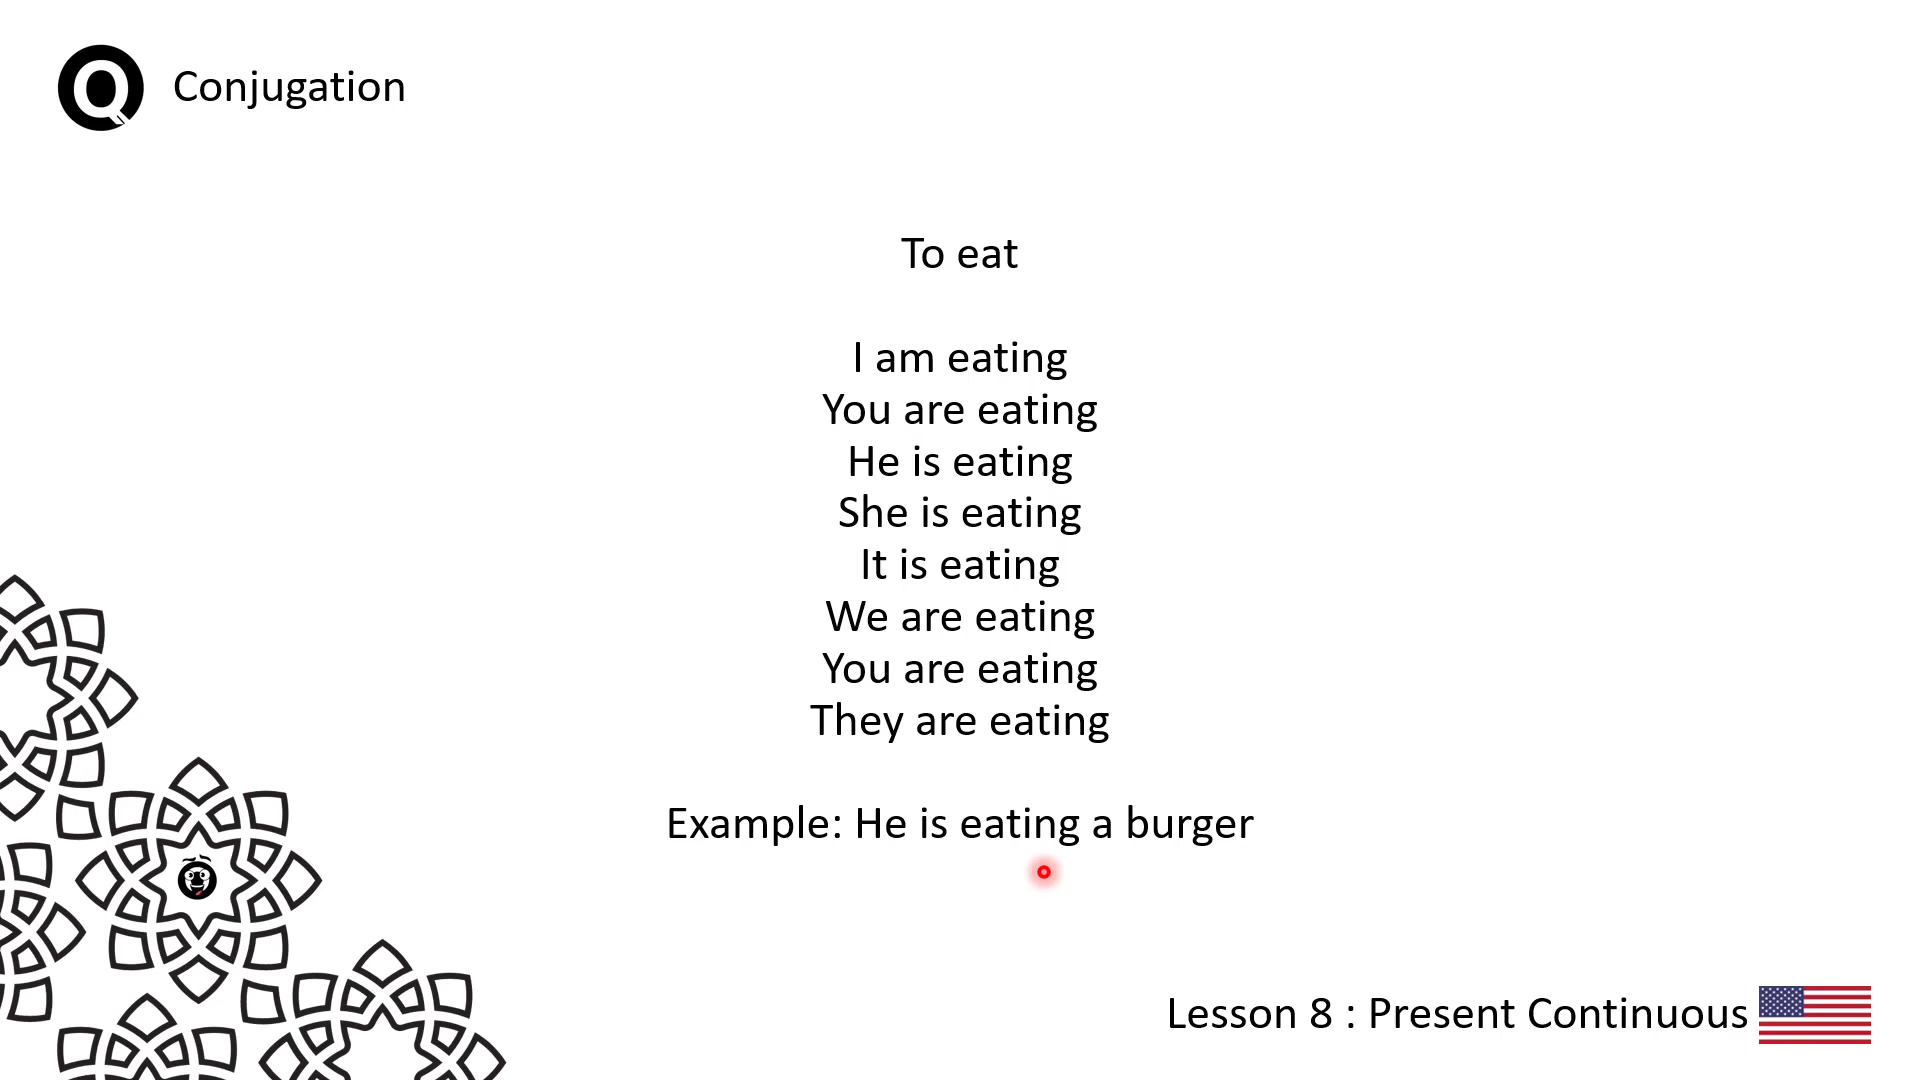 Q Conjugation
To eat
I am eating
You are eating
He is eating
She is eating
It is eating
We are eating
You are eating
They are eating
Example: He is eating a burger
Lesson 8 : Present Continuous